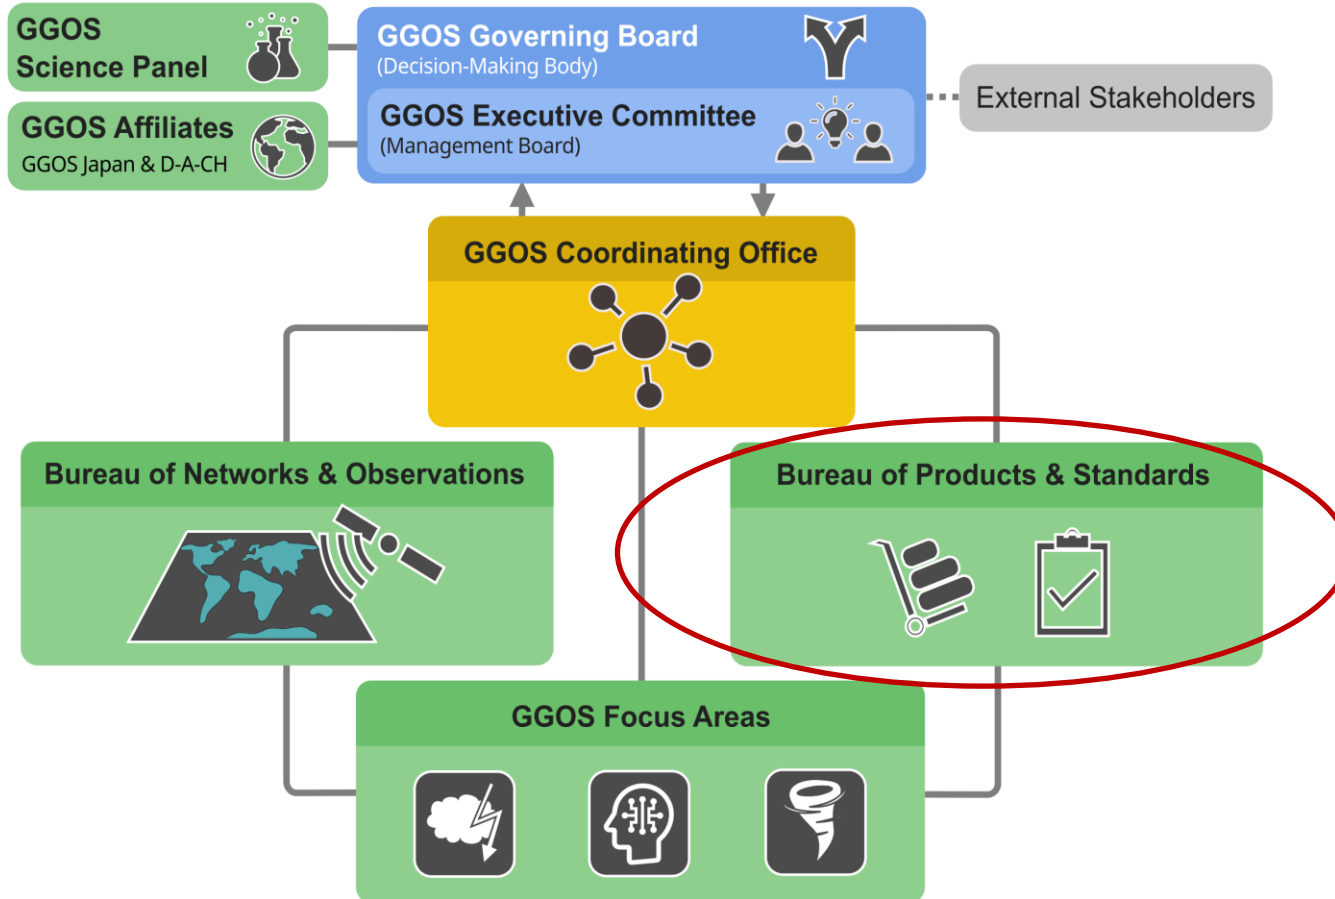 GGOS
Science Panel
GGOS Affiliates
GGOS Japan & D-A-CH
GGOS Governing Board
(Decision-Making Body)
GGOS Executive Committee
(Management Board)
External Stakeholders
GGOS Coordinating Office
Bureau of Networks & Observations
Bureau of Products & Standards
GGOS Focus Areas